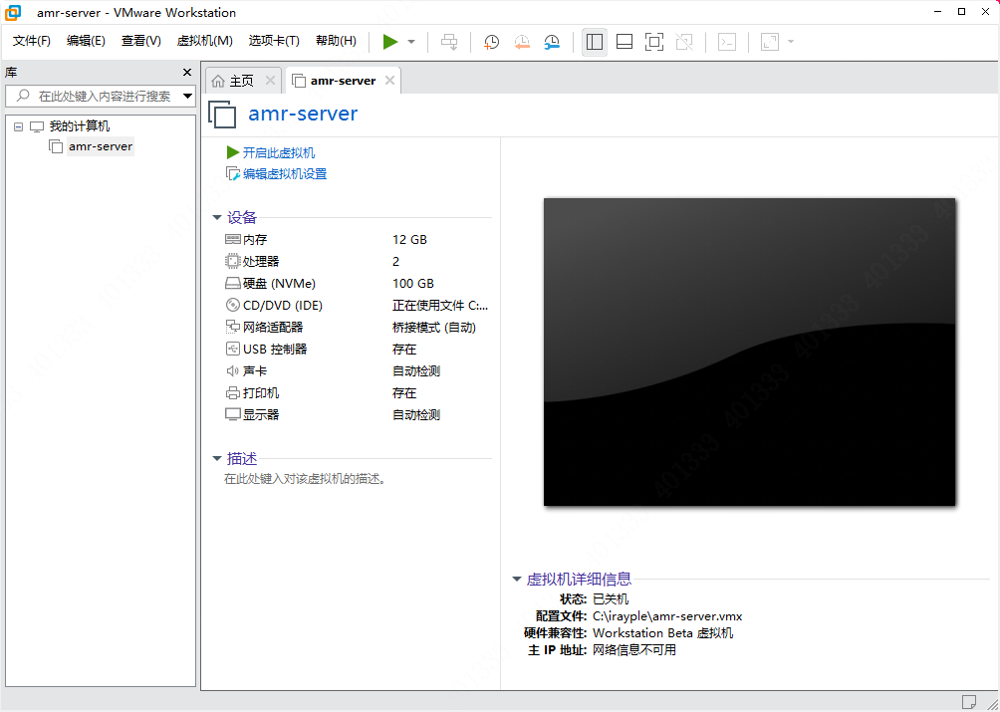 amr-server - VMware Workstation
文件(F) 编辑(E) 查看(V) 虚拟机(M) 选项卡(T) 帮助(H)
库
在此处键入内容进行搜索
我的计算机
amr-server
主页
amr-server
amr-server
开启此虚拟机
编辑虚拟机设置
设备
内存 12 GB
处理器 2
硬盘 (NVMe) 100 GB
CD/DVD (IDE) 正在使用文件 C:...
网络适配器 桥接模式 (自动)
USB 控制器 存在
声卡 自动检测
打印机 存在
显示器 自动检测
描述
在此处键入对该虚拟机的描述。
虚拟机详细信息
状态: 已关机
配置文件: C:\irayple\amr-server.vmx
硬件兼容性: Workstation Beta 虚拟机
主 IP 地址: 网络信息不可用
401333 401333 401333 401333